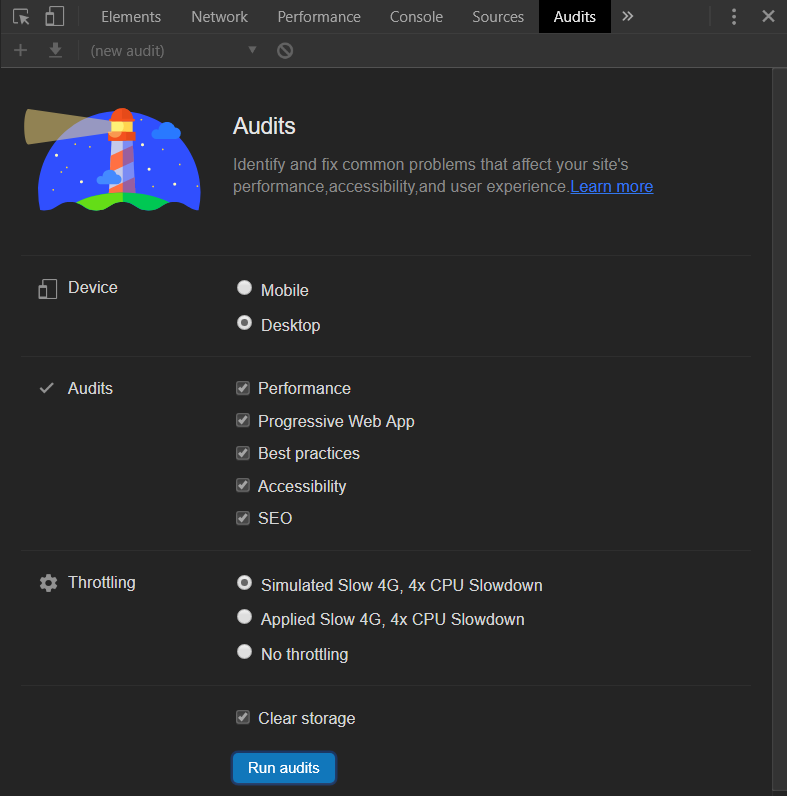 Elements Network Performance Console Sources Audits »
(new audit)
Audits
Identify and fix common problems that affect your site's
performance,accessibility,and user experience.Learn more
Device
Mobile
Desktop
Audits
Performance
Progressive Web App
Best practices
Accessibility
SEO
Throttling
Simulated Slow 4G, 4x CPU Slowdown
Applied Slow 4G, 4x CPU Slowdown
No throttling
Clear storage
Run audits